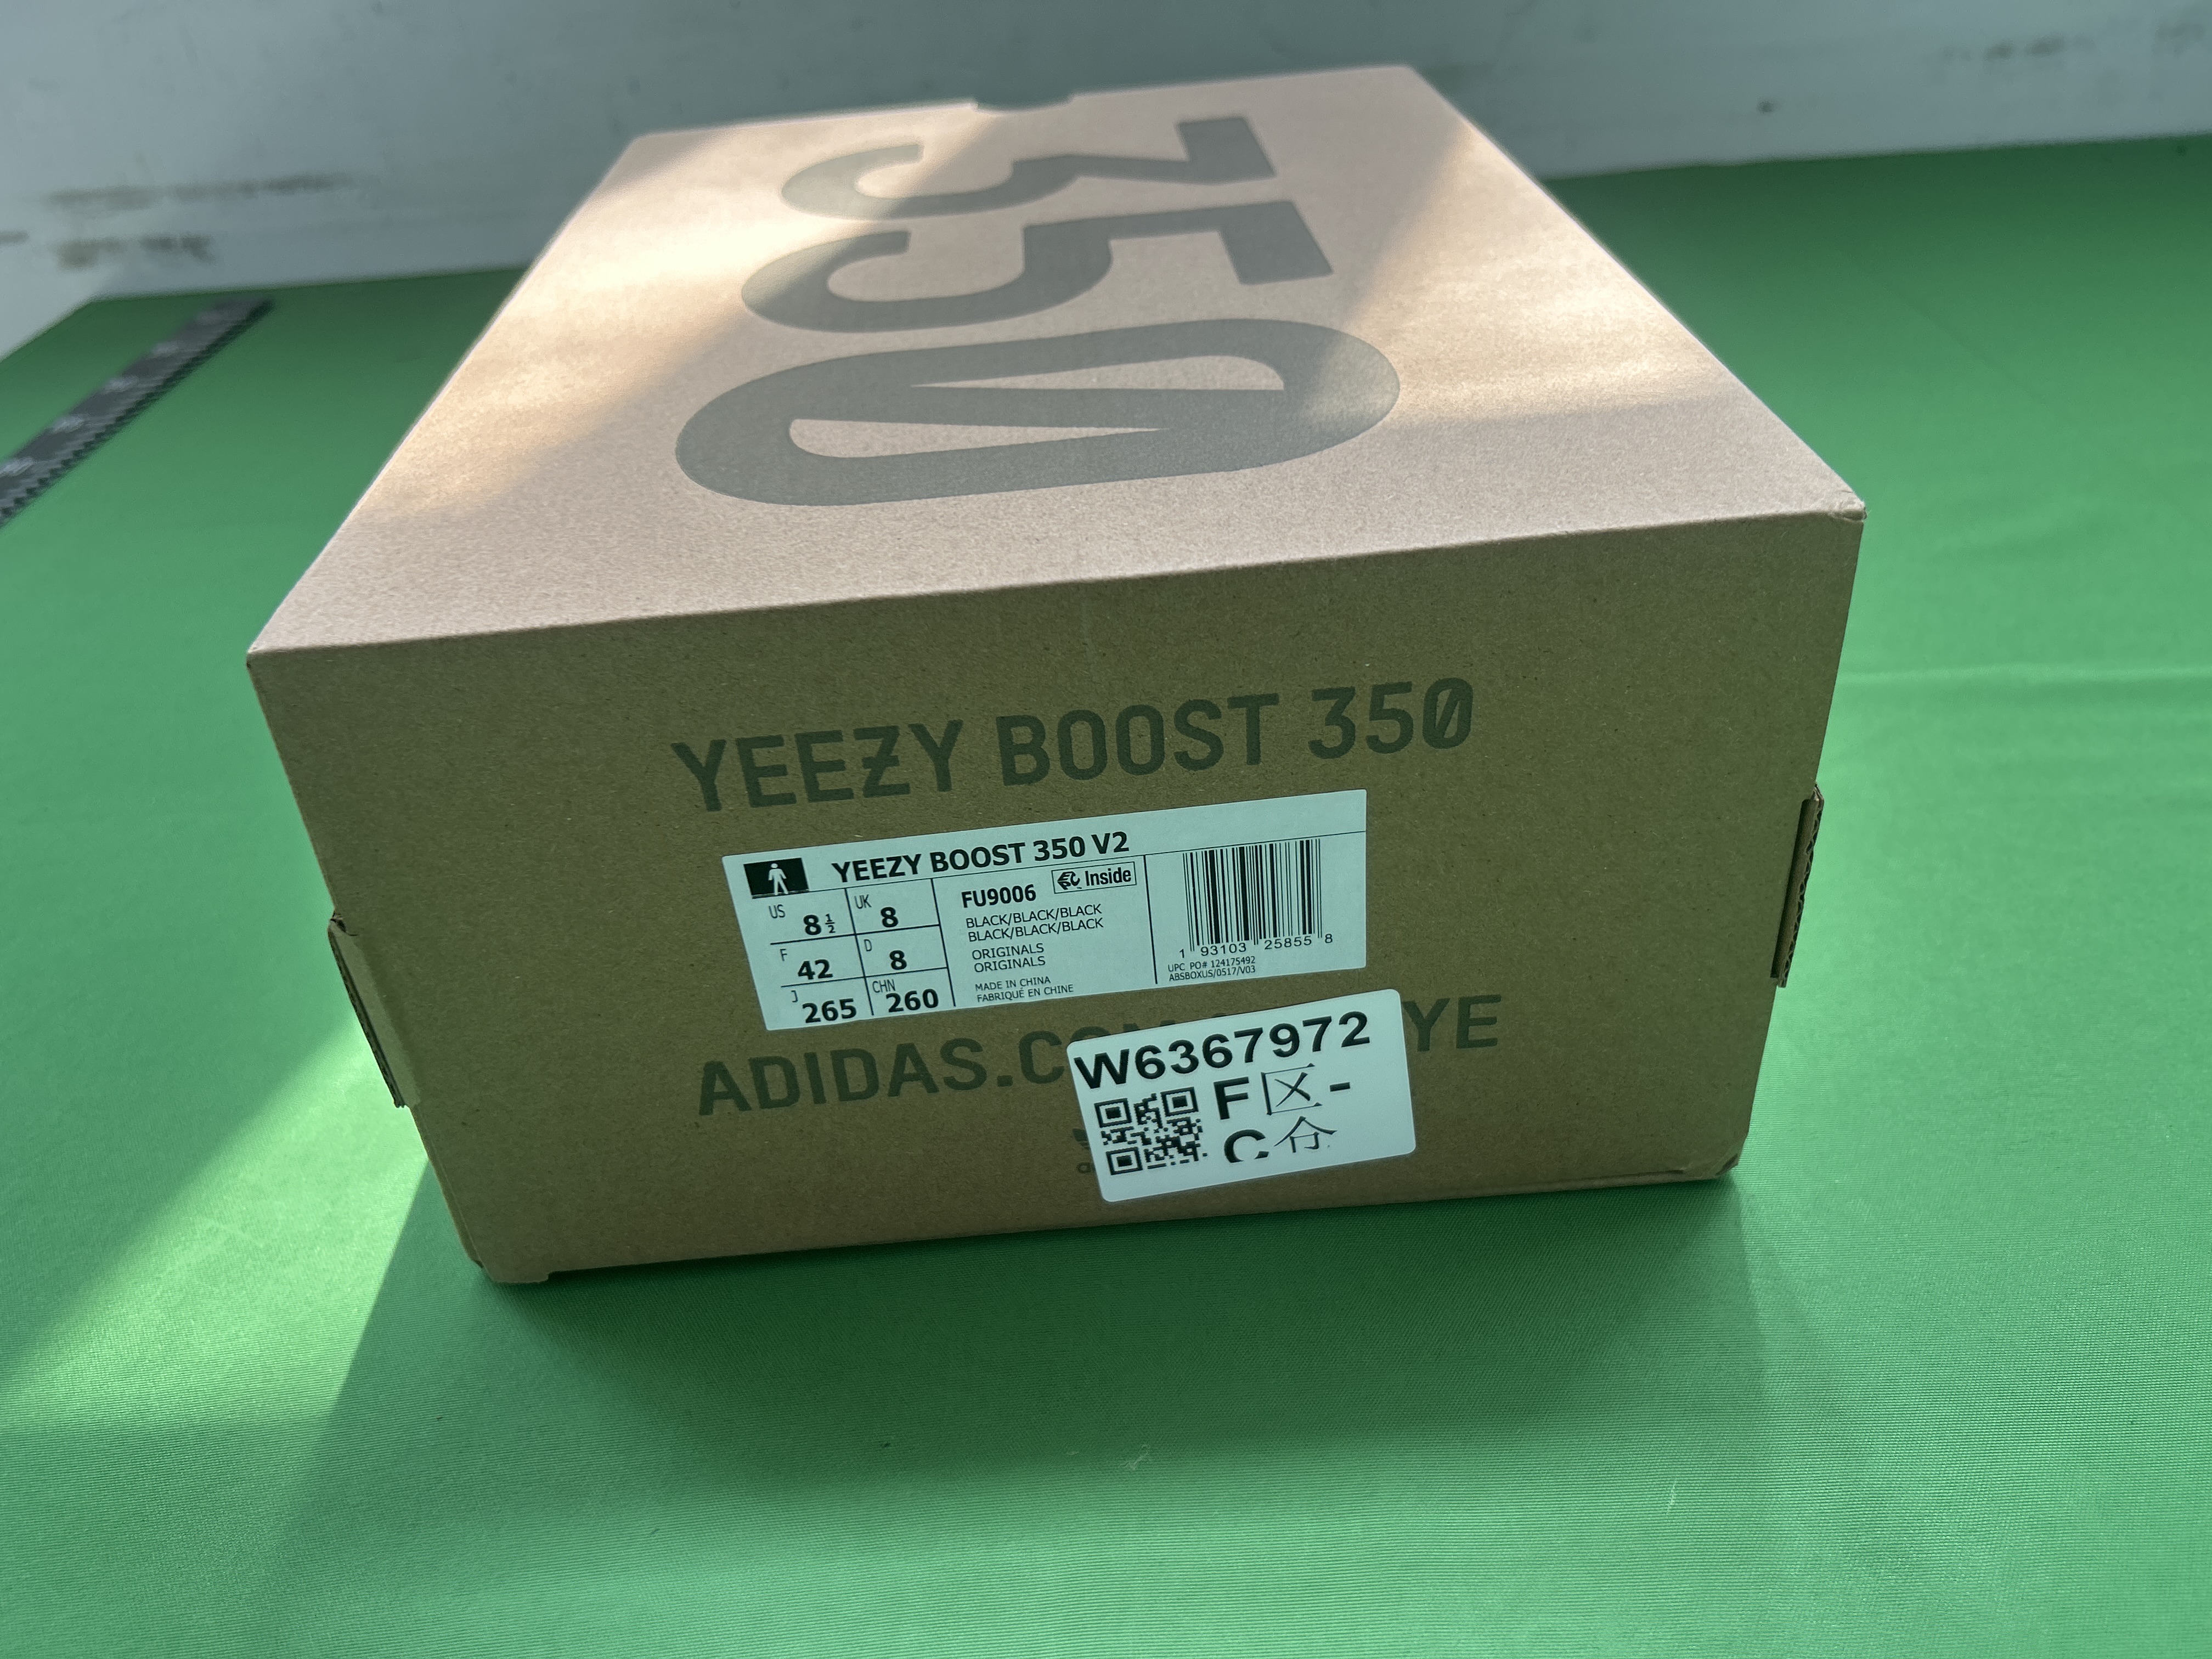 350
YEEZY BOOST 350
YEEZY BOOST 350 V2
US 8½ UK 8
F 42 D 8
J 265 CHN 260
FU9006 Inside
BLACK/BLACK/BLACK
BLACK/BLACK/BLACK
ORIGINALS
ORIGINALS
MADE IN CHINA
FABRIQUÉ EN CHINE
1 93103 25855 8
UPC PO# 124175492
ABSBOXUS/0517/V03
ADIDAS.CO YE
W6367972
F区-
C仓